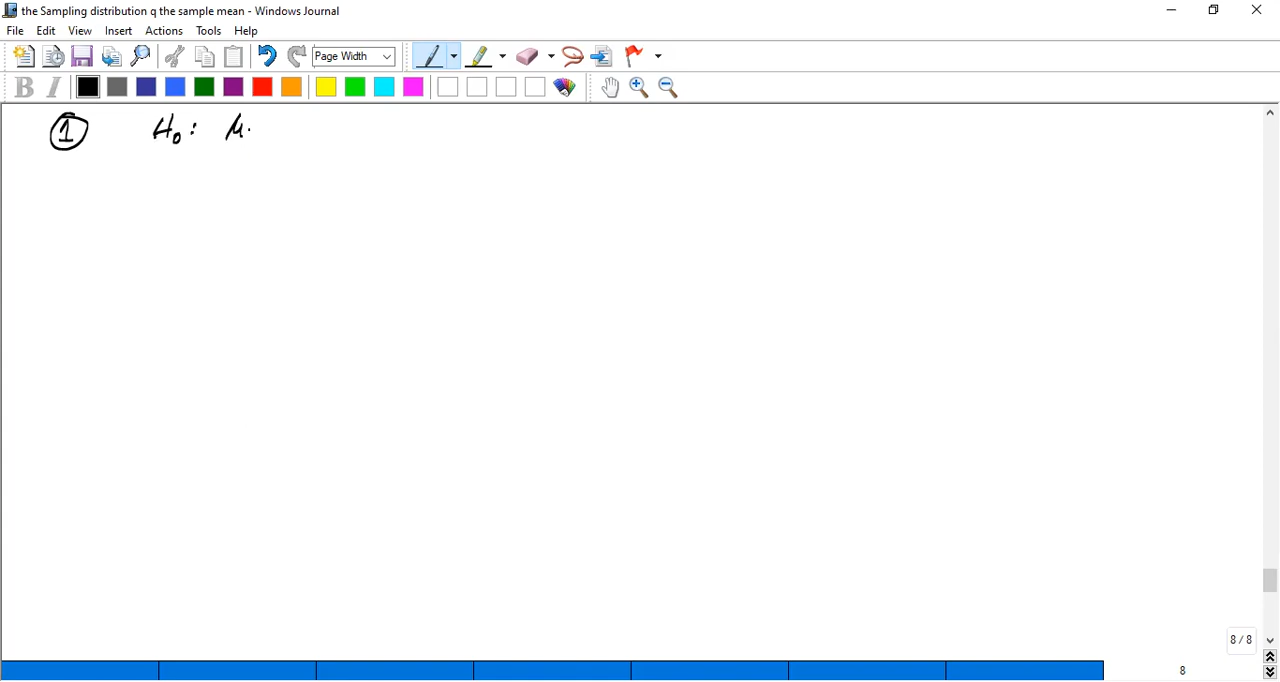 the Sampling distribution q the sample mean - Windows Journal
File Edit View Insert Actions Tools Help
Page Width
B I
① H₀: μ.
8 / 8
8